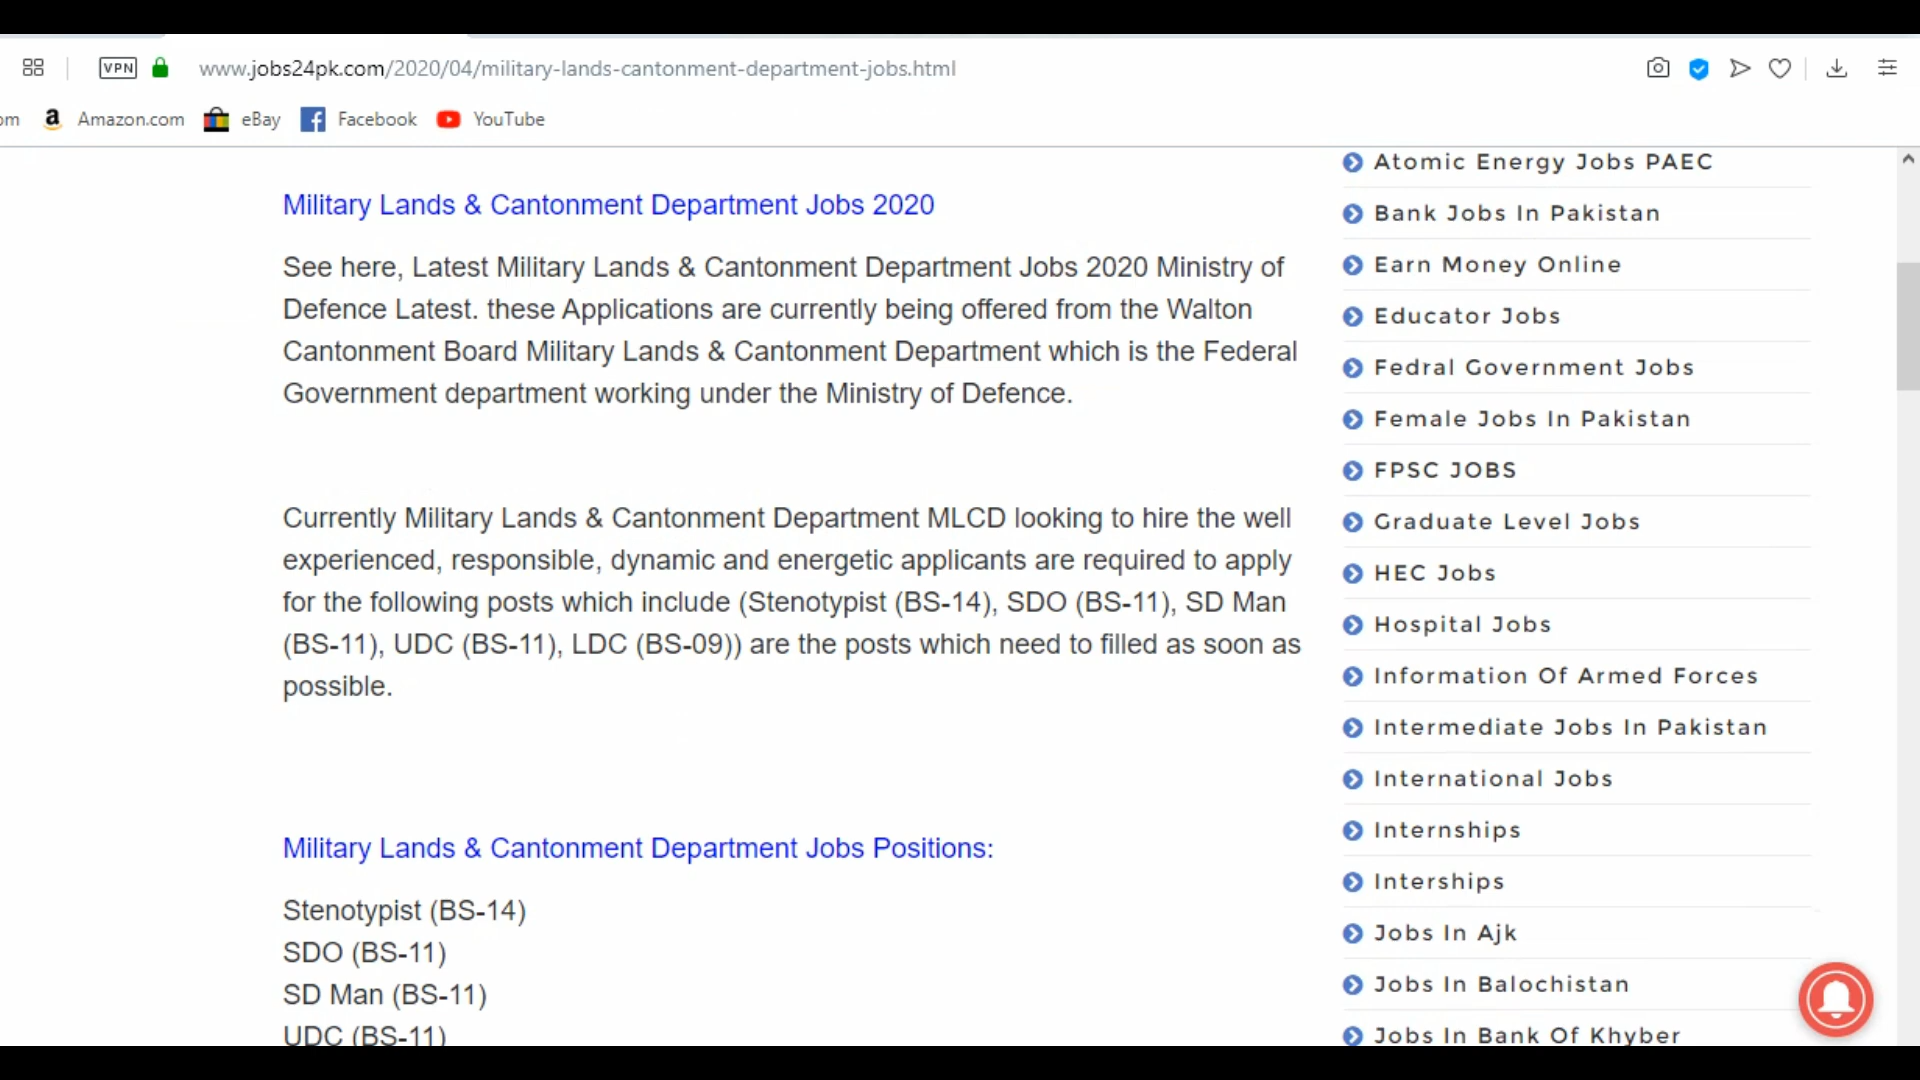 VPN www.jobs24pk.com/2020/04/military-lands-cantonment-department-jobs.html
om Amazon.com eBay Facebook YouTube
Military Lands & Cantonment Department Jobs 2020
See here, Latest Military Lands & Cantonment Department Jobs 2020 Ministry of
Defence Latest. these Applications are currently being offered from the Walton
Cantonment Board Military Lands & Cantonment Department which is the Federal
Government department working under the Ministry of Defence.
Currently Military Lands & Cantonment Department MLCD looking to hire the well
experienced, responsible, dynamic and energetic applicants are required to apply
for the following posts which include (Stenotypist (BS-14), SDO (BS-11), SD Man
(BS-11), UDC (BS-11), LDC (BS-09)) are the posts which need to filled as soon as
possible.
Military Lands & Cantonment Department Jobs Positions:
Stenotypist (BS-14)
SDO (BS-11)
SD Man (BS-11)
UDC (BS-11)
Atomic Energy Jobs PAEC
Bank Jobs In Pakistan
Earn Money Online
Educator Jobs
Fedral Government Jobs
Female Jobs In Pakistan
FPSC JOBS
Graduate Level Jobs
HEC Jobs
Hospital Jobs
Information Of Armed Forces
Intermediate Jobs In Pakistan
International Jobs
Internships
Interships
Jobs In Ajk
Jobs In Balochistan
Jobs In Bank Of Khyber